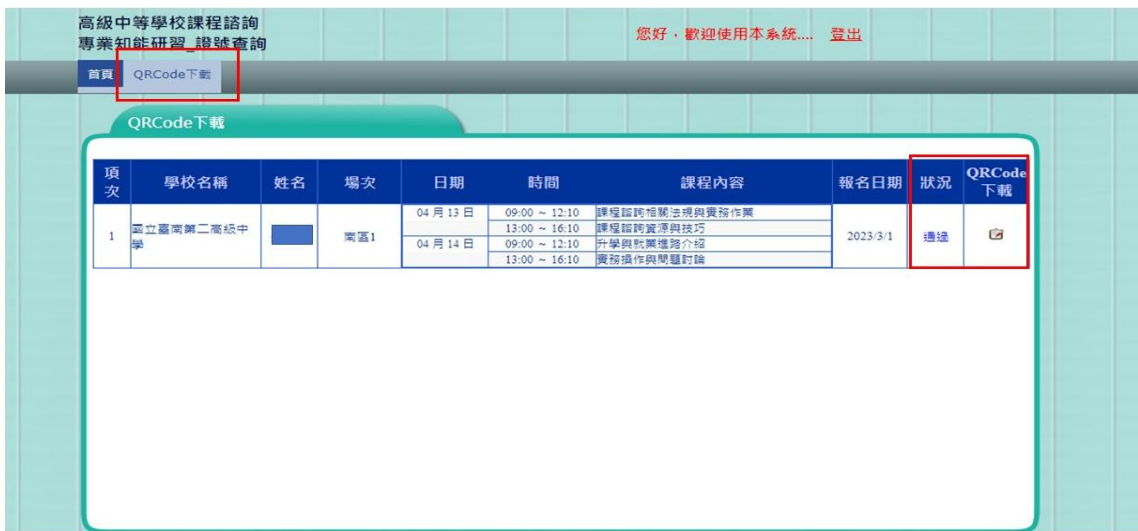 高級中等學校課程諮詢
專業知能研習_證號查詢
您好，歡迎使用本系統.... 登出
首頁 QRCode下載
QRCode下載
項次 學校名稱 姓名 場次 日期 時間 課程內容 報名日期 狀況 QRCode下載
1 國立臺南第二高級中學 南區1 2023/3/1 通過
04 月 13 日 09:00 ~ 12:10 課程諮詢相關法規與實務作業
13:00 ~ 16:10 課程諮詢資源與技巧
04 月 14 日 09:00 ~ 12:10 升學與就業進路介紹
13:00 ~ 16:10 實務操作與問題討論